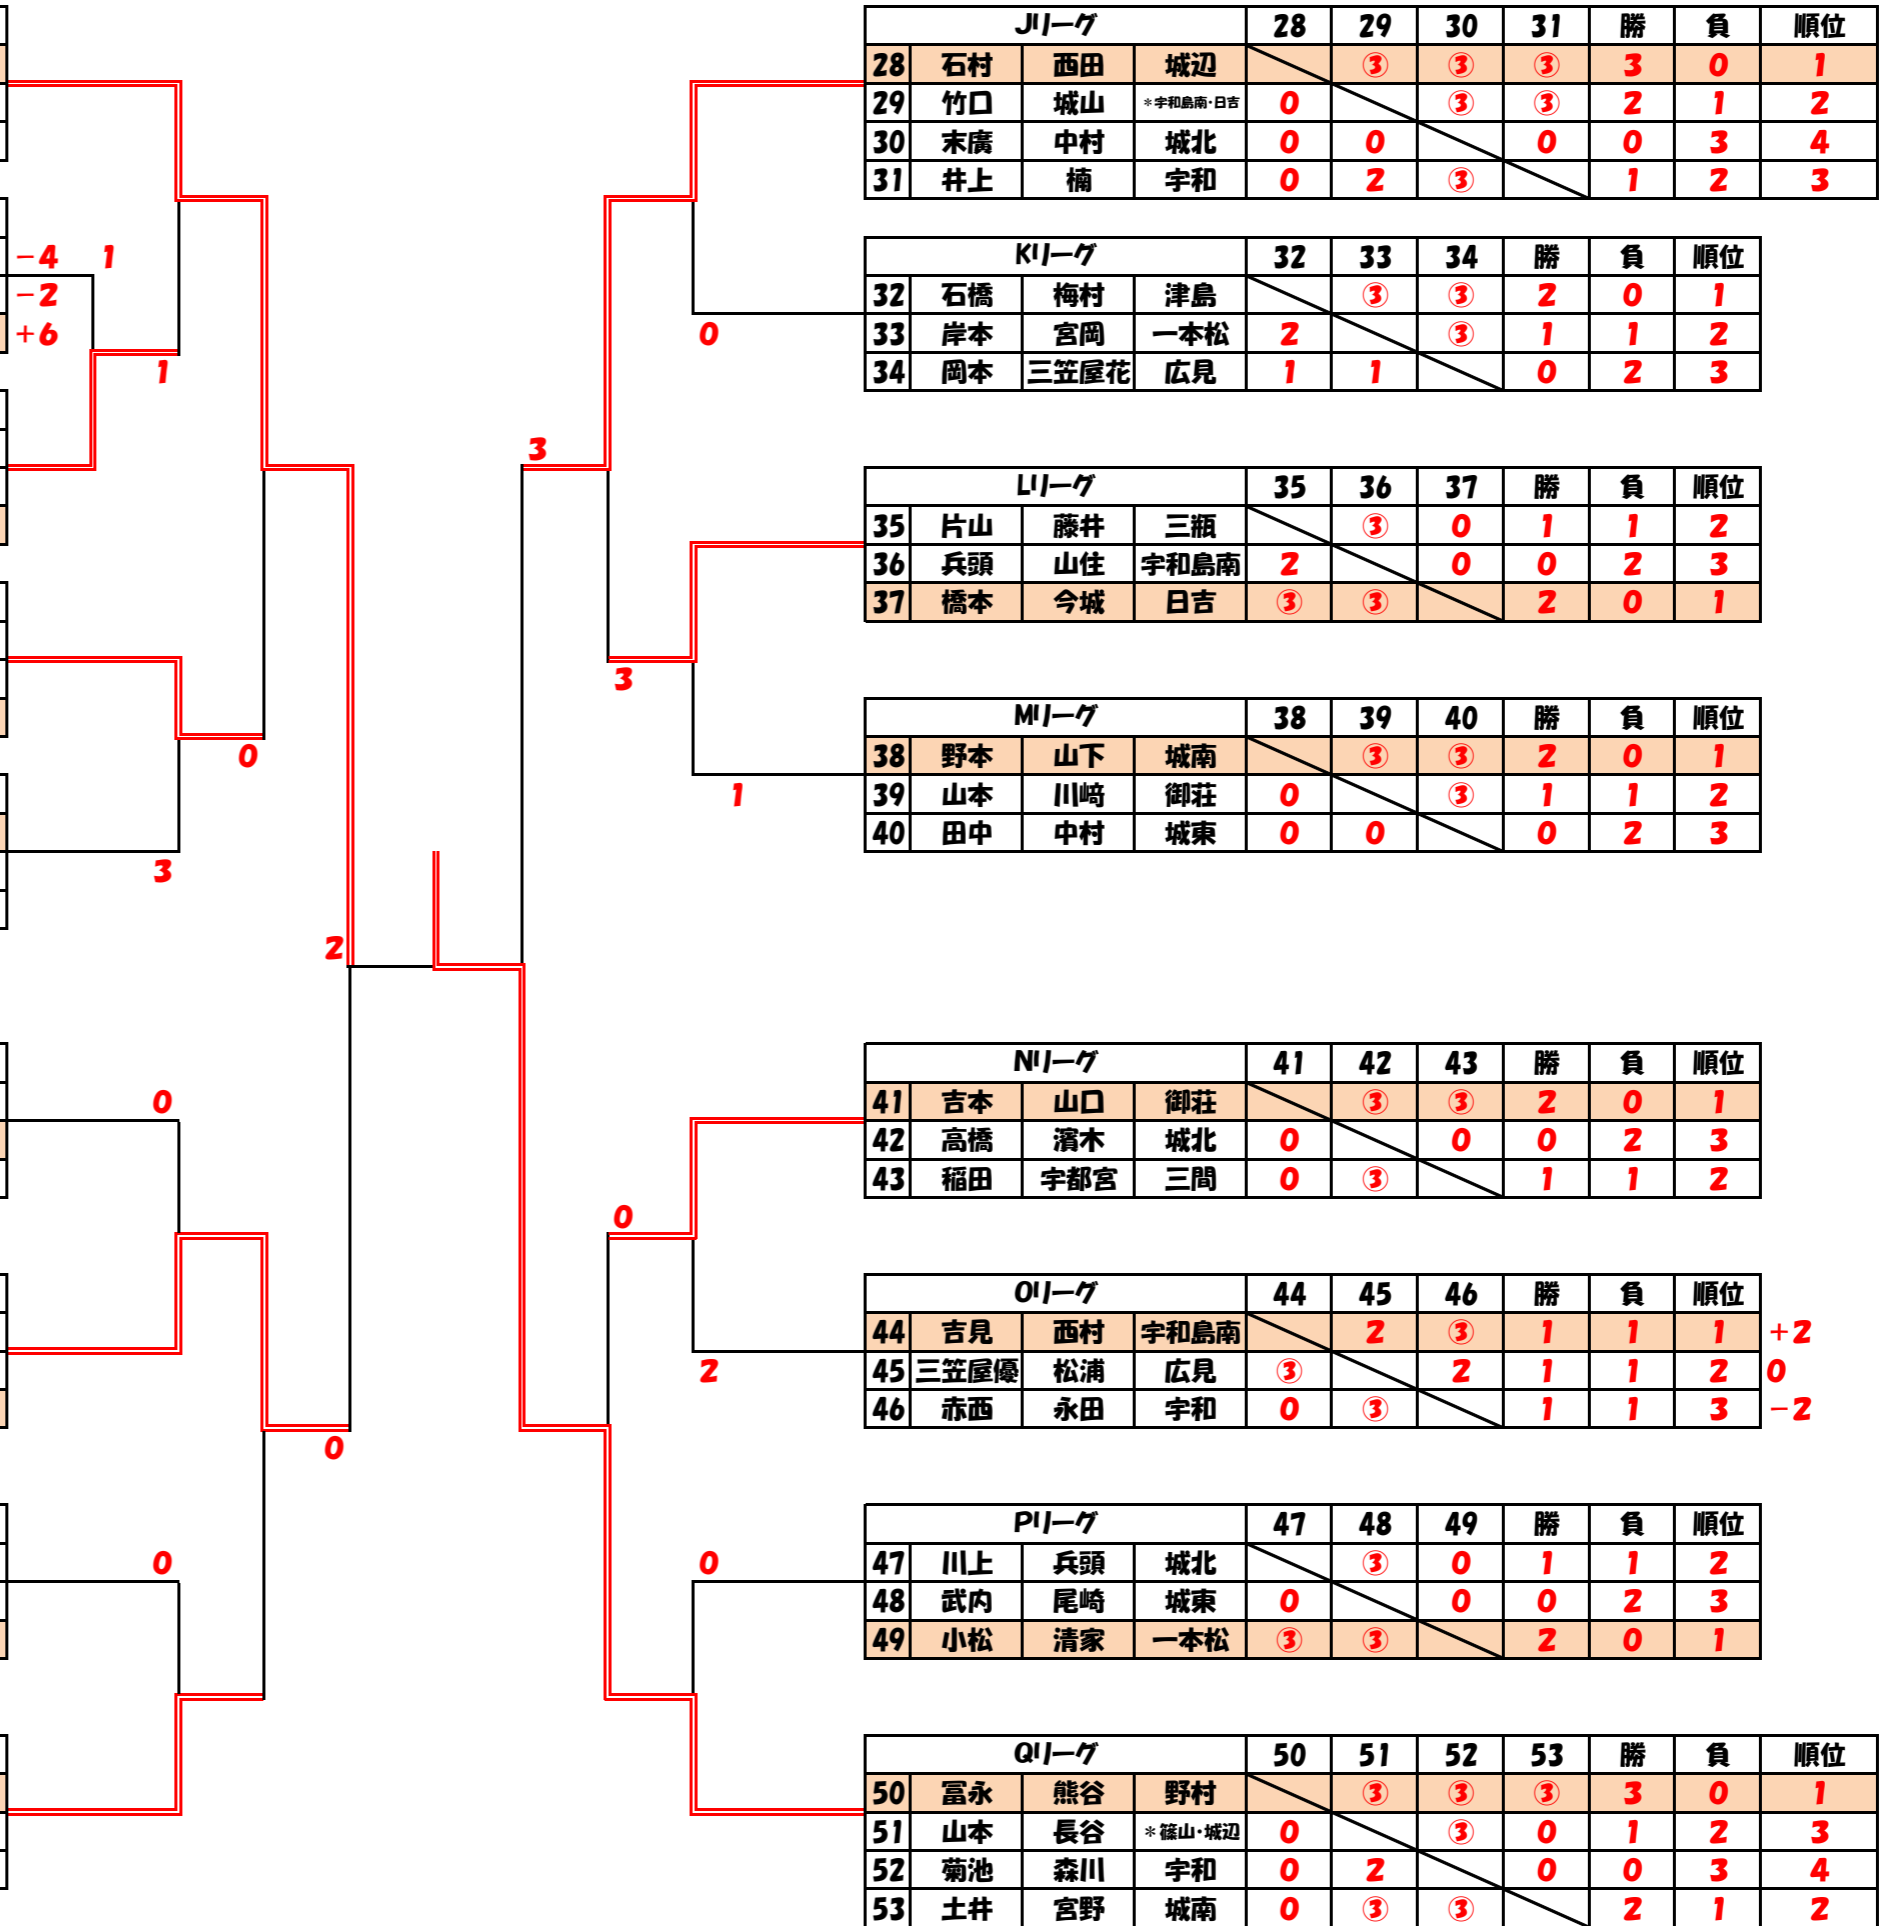 Jリーグ 28 29 30 31 勝 負 順位
28 石村 西田 城辺 ③ ③ ③ 3 0 1
29 竹口 城山 *宇和島南・日吉 0 ③ ③ 2 1 2
30 末廣 中村 城北 0 0 0 0 3 4
31 井上 楠 宇和 0 2 ③ 1 2 3
-4 1
-2
+6
1
0
Kリーグ 32 33 34 勝 負 順位
32 石橋 梅村 津島 ③ ③ 2 0 1
33 岸本 宮岡 一本松 2 ③ 1 1 2
34 岡本 三笠屋花 広見 1 1 0 2 3
3
Lリーグ 35 36 37 勝 負 順位
35 片山 藤井 三瓶 ③ 0 1 1 2
36 兵頭 山住 宇和島南 2 0 0 2 3
37 橋本 今城 日吉 ③ ③ 2 0 1
3
0
1
3
Mリーグ 38 39 40 勝 負 順位
38 野本 山下 城南 ③ ③ 2 0 1
39 山本 川﨑 御荘 0 ③ 1 1 2
40 田中 中村 城東 0 0 0 2 3
2
0
Nリーグ 41 42 43 勝 負 順位
41 吉本 山口 御荘 ③ ③ 2 0 1
42 高橋 濱木 城北 0 0 0 2 3
43 稲田 宇都宮 三間 0 ③ 1 1 2
0
2
0
Oリーグ 44 45 46 勝 負 順位
44 吉見 西村 宇和島南 2 ③ 1 1 1 +2
45 三笠屋優 松浦 広見 ③ 2 1 1 2 0
46 赤西 永田 宇和 0 ③ 1 1 3 -2
0
0
Pリーグ 47 48 49 勝 負 順位
47 川上 兵頭 城北 ③ 0 1 1 2
48 武内 尾崎 城東 0 0 0 2 3
49 小松 清家 一本松 ③ ③ 2 0 1
Qリーグ 50 51 52 53 勝 負 順位
50 冨永 熊谷 野村 ③ ③ ③ 3 0 1
51 山本 長谷 *篠山・城辺 0 ③ 0 1 2 3
52 菊池 森川 宇和 0 2 0 0 3 4
53 土井 宮野 城南 0 ③ ③ 2 1 2